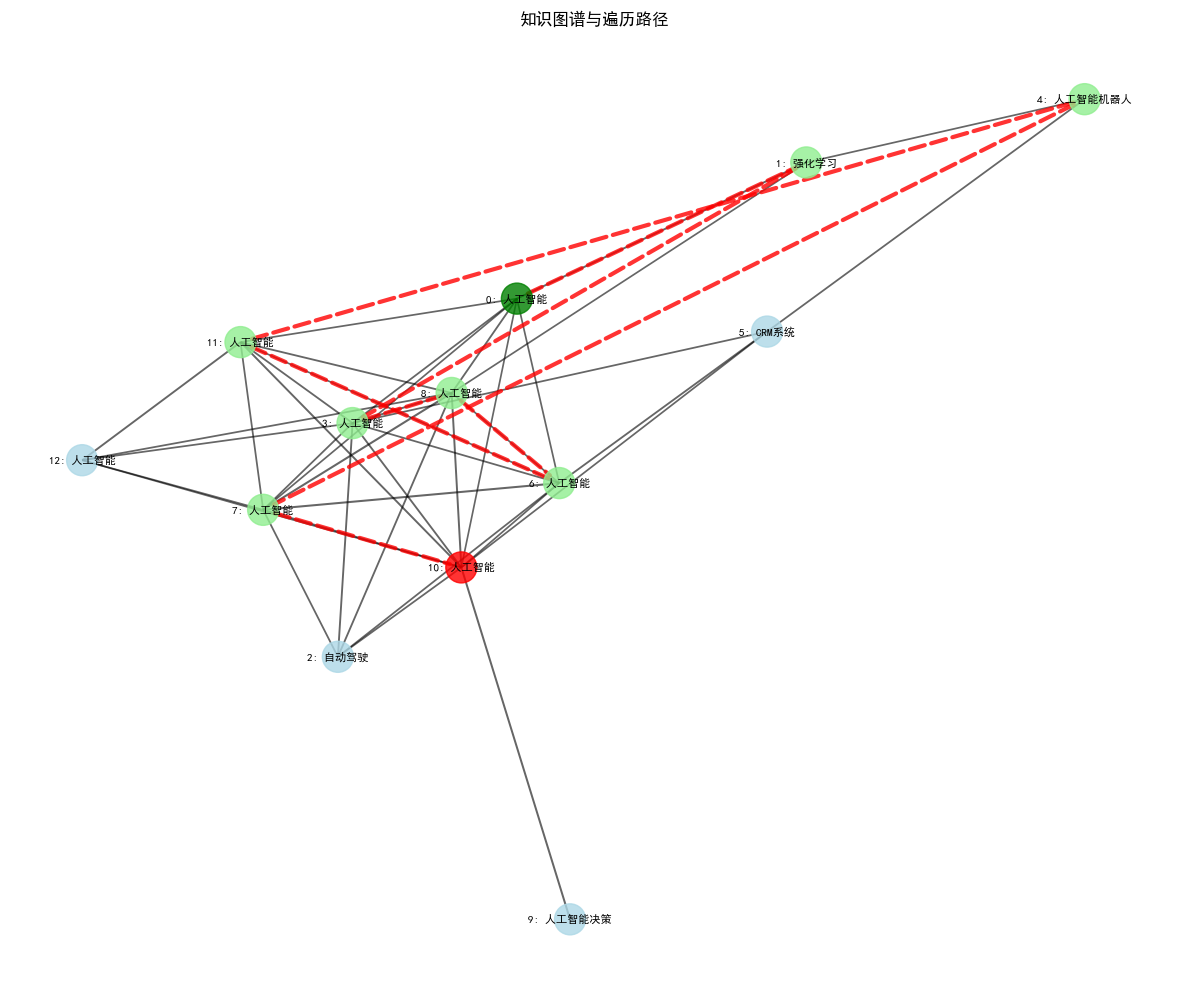 知识图谱与遍历路径
4: 人工智能机器人
1: 强化学习
0: 人工智能
5: CRM系统
11: 人工智能
8: 人工智能
3: 人工智能
12: 人工智能
6: 人工智能
7: 人工智能
10: 人工智能
2: 自动驾驶
9: 人工智能决策